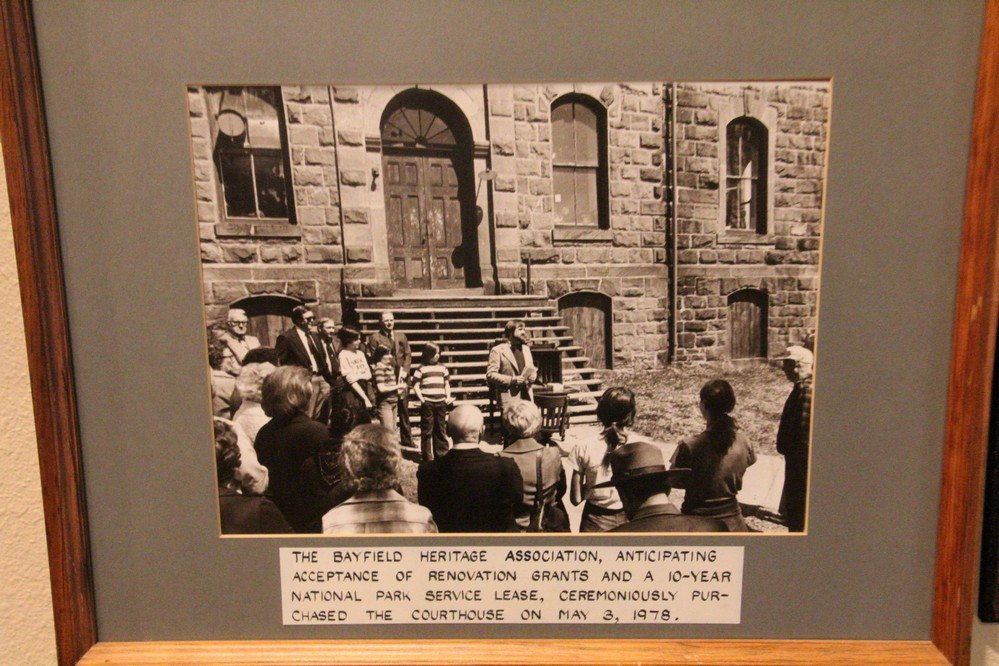 THE BAYFIELD HERITAGE ASSOCIATION, ANTICIPATING
ACCEPTANCE OF RENOVATION GRANTS AND A 10-YEAR
NATIONAL PARK SERVICE LEASE, CEREMONIOUSLY PUR-
CHASED THE COURTHOUSE ON MAY 3, 1978.